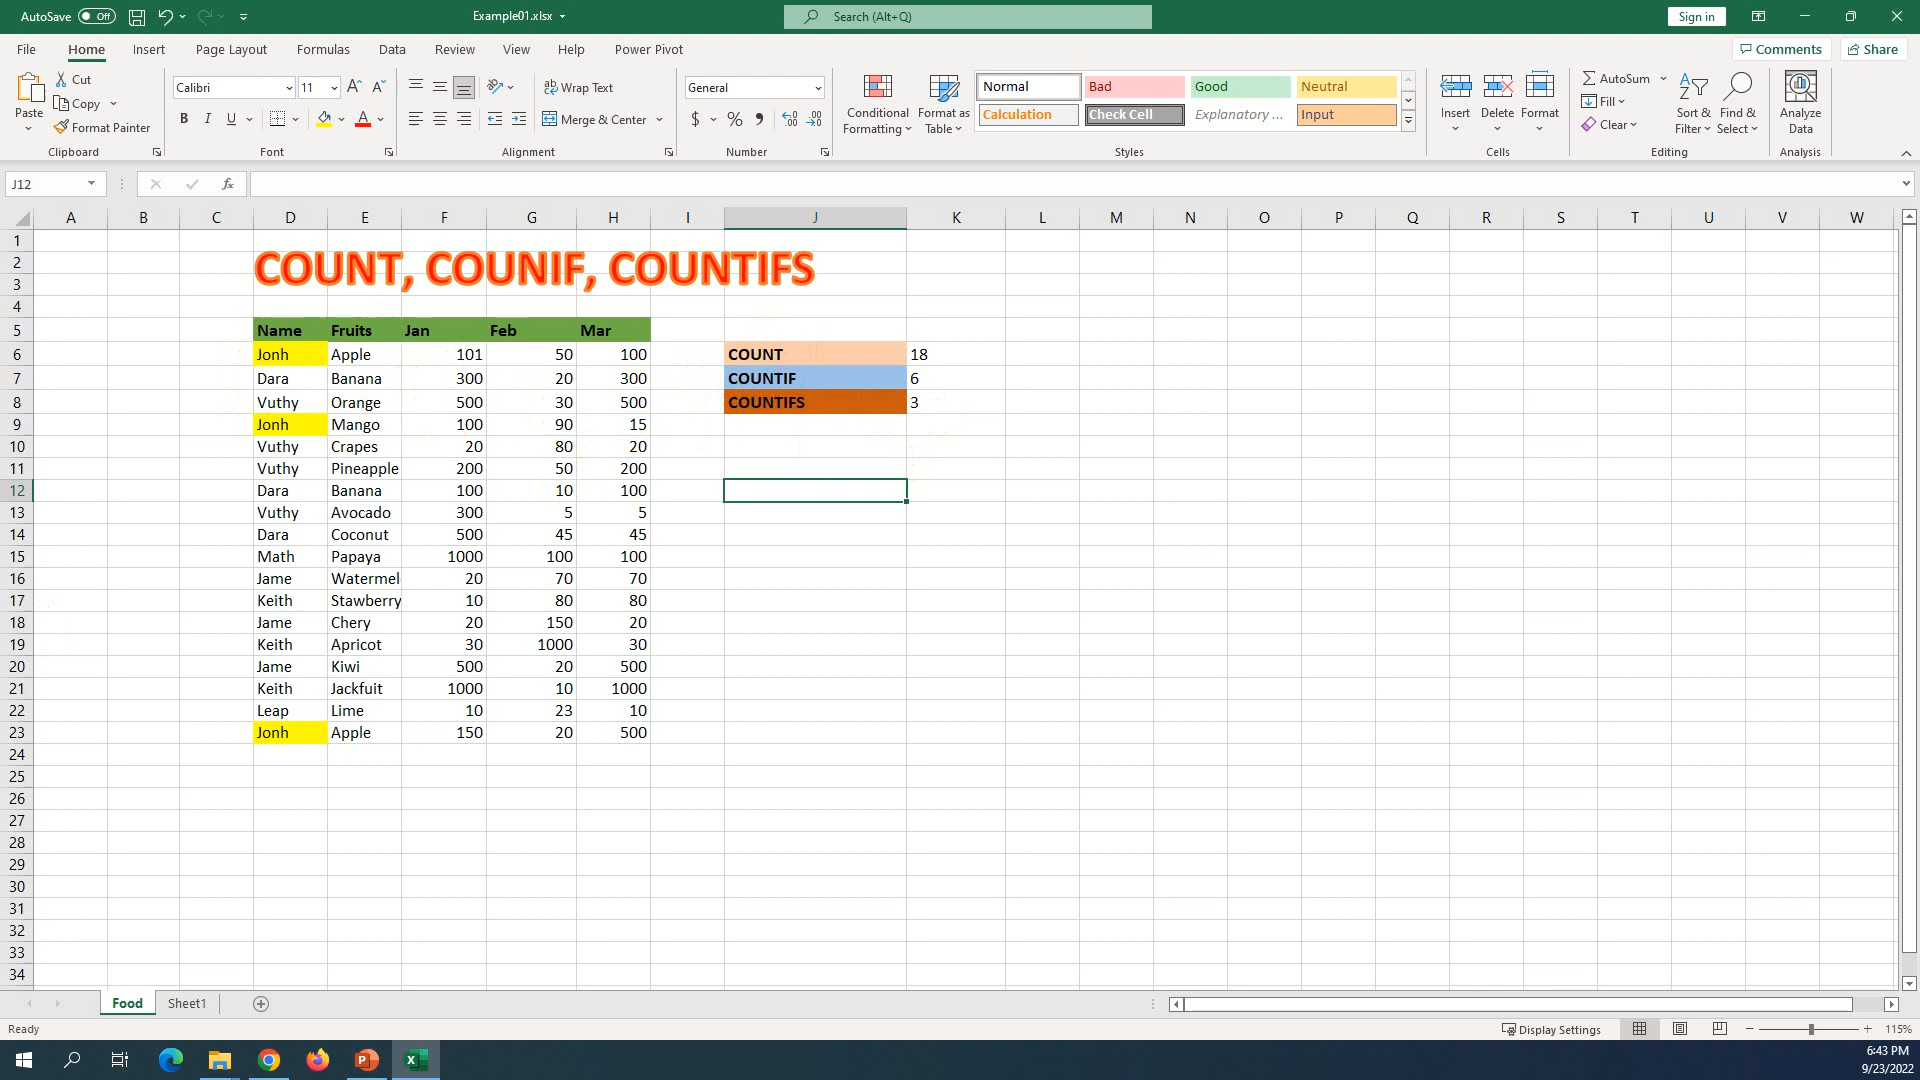 AutoSave Off Example01.xlsx Search (Alt+Q) Sign in
File Home Insert Page Layout Formulas Data Review View Help Power Pivot Comments Share
Paste Cut Copy Format Painter Clipboard
Calibri 11 B I U A A A Font
Wrap Text Merge & Center Alignment
General $ % Number
Conditional Formatting Format as Table
Normal Bad Good Neutral
Calculation Check Cell Explanatory ... Input
Styles
Insert Delete Format Cells
AutoSum Fill Clear Sort & Filter Find & Select Editing
Analyze Data Analysis
J12 fx
A B C D E F G H I J K L M N O P Q R S T U V W
1
2
3
COUNT, COUNIF, COUNTIFS
4
5 Name Fruits Jan Feb Mar
6 Jonh Apple 101 50 100 COUNT 18
7 Dara Banana 300 20 300 COUNTIF 6
8 Vuthy Orange 500 30 500 COUNTIFS 3
9 Jonh Mango 100 90 15
10 Vuthy Crapes 20 80 20
11 Vuthy Pineapple 200 50 200
12 Dara Banana 100 10 100
13 Vuthy Avocado 300 5 5
14 Dara Coconut 500 45 45
15 Math Papaya 1000 100 100
16 Jame Watermel 20 70 70
17 Keith Stawberry 10 80 80
18 Jame Chery 20 150 20
19 Keith Apricot 30 1000 30
20 Jame Kiwi 500 20 500
21 Keith Jackfuit 1000 10 1000
22 Leap Lime 10 23 10
23 Jonh Apple 150 20 500
24
25
26
27
28
29
30
31
32
33
34
Food Sheet1
Ready Display Settings 115%
6:43 PM
9/23/2022